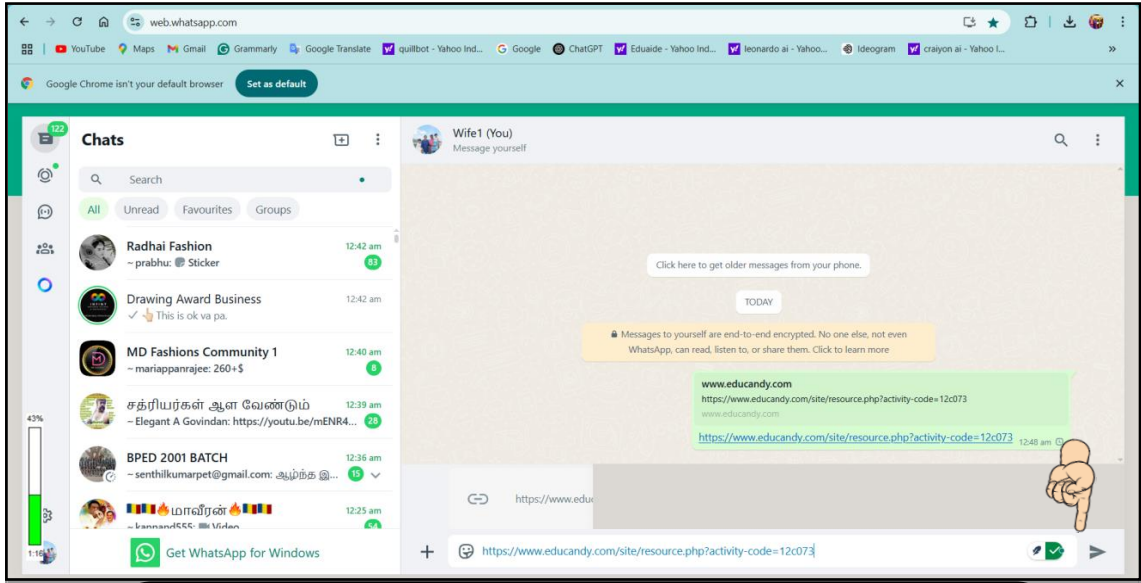 web.whatsapp.com
YouTube Maps Gmail Grammarly Google Translate quillbot - Yahoo Ind... Google ChatGPT Eduaide - Yahoo Ind... leonardo ai - Yahoo... Ideogram craiyon ai - Yahoo I...
Google Chrome isn't your default browser Set as default
122
Chats
Search
All Unread Favourites Groups
Radhai Fashion 12:42 am
~ prabhu: Sticker 83
Drawing Award Business 12:42 am
This is ok va pa.
MD Fashions Community 1 12:40 am
~ mariappanrajee: 260+$ 8
சத்ரியர்கள் ஆள வேண்டும் 12:39 am
~ Elegant A Govindan: https://youtu.be/mENR4... 28
BPED 2001 BATCH 12:36 am
~ senthilkumarpet@gmail.com: ஆழ்ந்த இ... 15
மாவீரன் 12:25 am
~ kannand555: Video 54
Get WhatsApp for Windows
43%
1:16
Wife1 (You)
Message yourself
Click here to get older messages from your phone.
TODAY
Messages to yourself are end-to-end encrypted. No one else, not even
WhatsApp, can read, listen to, or share them. Click to learn more
www.educandy.com
https://www.educandy.com/site/resource.php?activity-code=12c073
www.educandy.com
https://www.educandy.com/site/resource.php?activity-code=12c073 12:48 am
https://www.educ
https://www.educandy.com/site/resource.php?activity-code=12c073